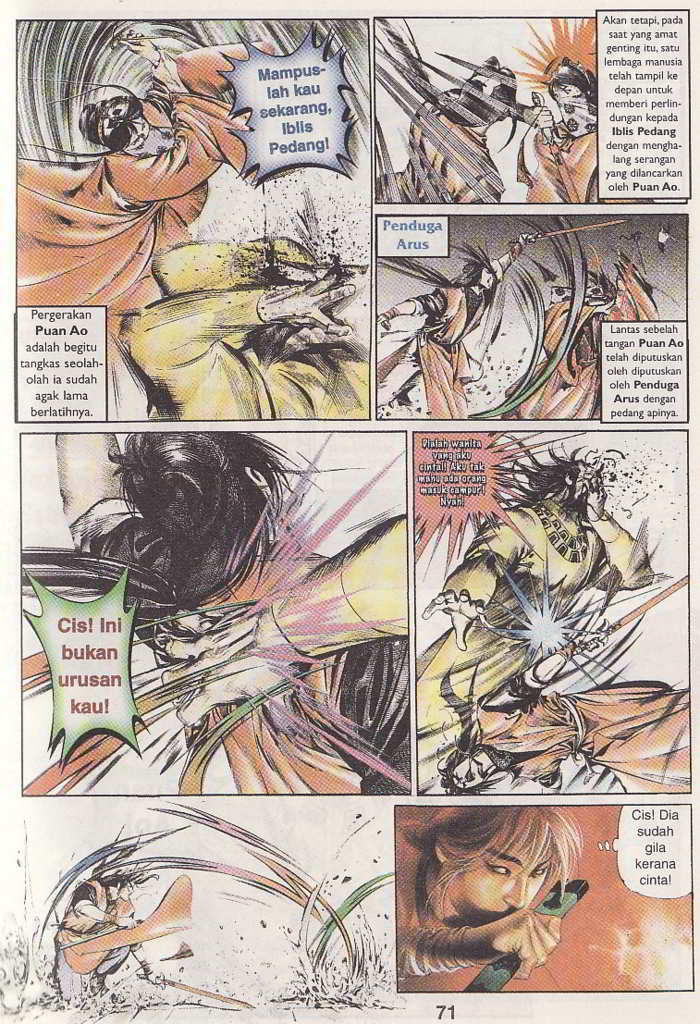 Mampus-
lah kau
sekarang,
Iblis
Pedang!
Pergerakan
Puan Ao
adalah begitu
tangkas seolah-
olah ia sudah
agak lama
berlatihnya.
Akan tetapi, pada
saat yang amat
genting itu, satu
lembaga manusia
telah tampil ke
depan untuk
memberi perlin-
dungan kepada
Iblis Pedang
dengan mengha-
lang serangan
yang dilancarkan
oleh Puan Ao.
Penduga
Arus
Lantas sebelah
tangan Puan Ao
telah diputuskan
oleh diputuskan
oleh Penduga
Arus dengan
pedang apinya.
Cis! Ini
bukan
urusan
kau!
Dialah wanita
yang aku
cintai! Aku tak
mahu ada orang
masuk campur!
Nyah!
Cis! Dia
sudah
gila
kerana
cinta!
71